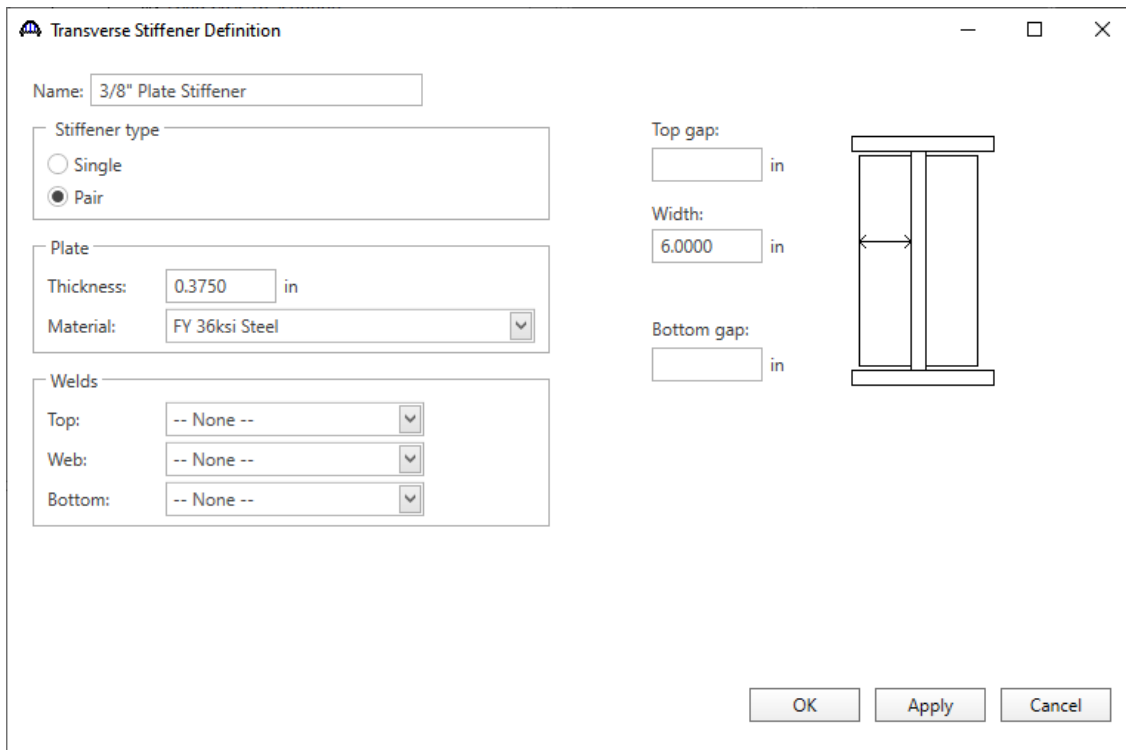 Transverse Stiffener Definition
Name: 3/8" Plate Stiffener
Stiffener type
Single
Pair
Plate
Thickness: 0.3750 in
Material: FY 36ksi Steel
Welds
Top: -- None --
Web: -- None --
Bottom: -- None --
Top gap:
in
Width:
6.0000 in
Bottom gap:
in
OK Apply Cancel